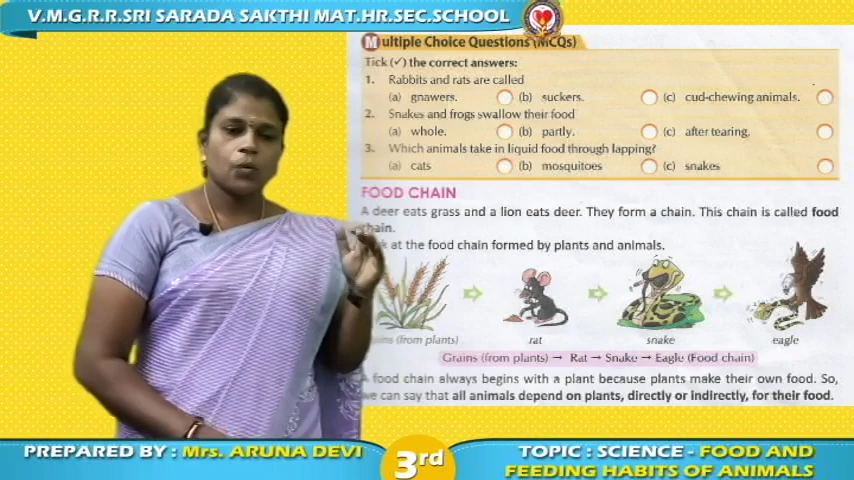 V.M.G.R.R.SRI SARADA SAKTHI MAT.HR.SEC.SCHOOL
Multiple Choice Questions (MCQs)
Tick (✓) the correct answers:
1. Rabbits and rats are called
(a) gnawers. (b) suckers. (c) cud-chewing animals.
2. Snakes and frogs swallow their food
(a) whole. (b) partly. (c) after tearing.
3. Which animals take in liquid food through lapping?
(a) cats (b) mosquitoes (c) snakes
FOOD CHAIN
A deer eats grass and a lion eats deer. They form a chain. This chain is called food
chain.
at the food chain formed by plants and animals.
(from plants) rat snake eagle
Grains (from plants) → Rat → Snake → Eagle (Food chain)
A food chain always begins with a plant because plants make their own food. So,
we can say that all animals depend on plants, directly or indirectly, for their food.
PREPARED BY : Mrs. ARUNA DEVI
3rd
TOPIC : SCIENCE - FOOD AND
FEEDING HABITS OF ANIMALS